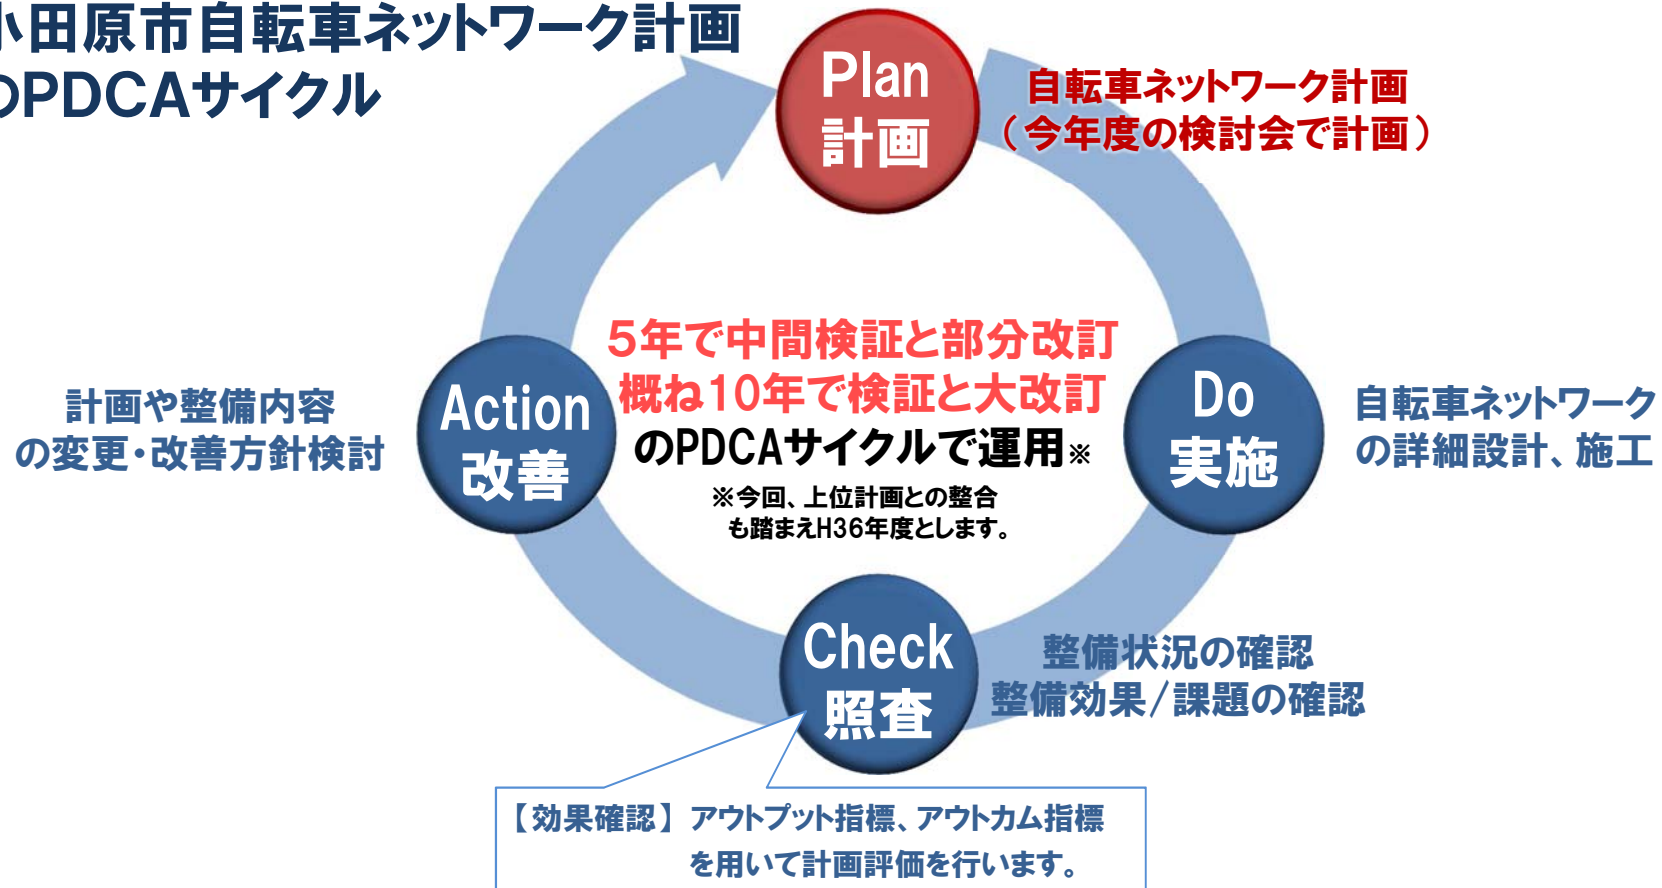 小田原市自転車ネットワーク計画
のPDCAサイクル
Plan
計画
自転車ネットワーク計画
（今年度の検討会で計画）
5年で中間検証と部分改訂
概ね10年で検証と大改訂
のPDCAサイクルで運用※
※今回、上位計画との整合
も踏まえH36年度とします。
Action
改善
計画や整備内容
の変更・改善方針検討
Do
実施
自転車ネットワーク
の詳細設計、施工
Check
照査
整備状況の確認
整備効果/課題の確認
【効果確認】アウトプット指標、アウトカム指標
を用いて計画評価を行います。